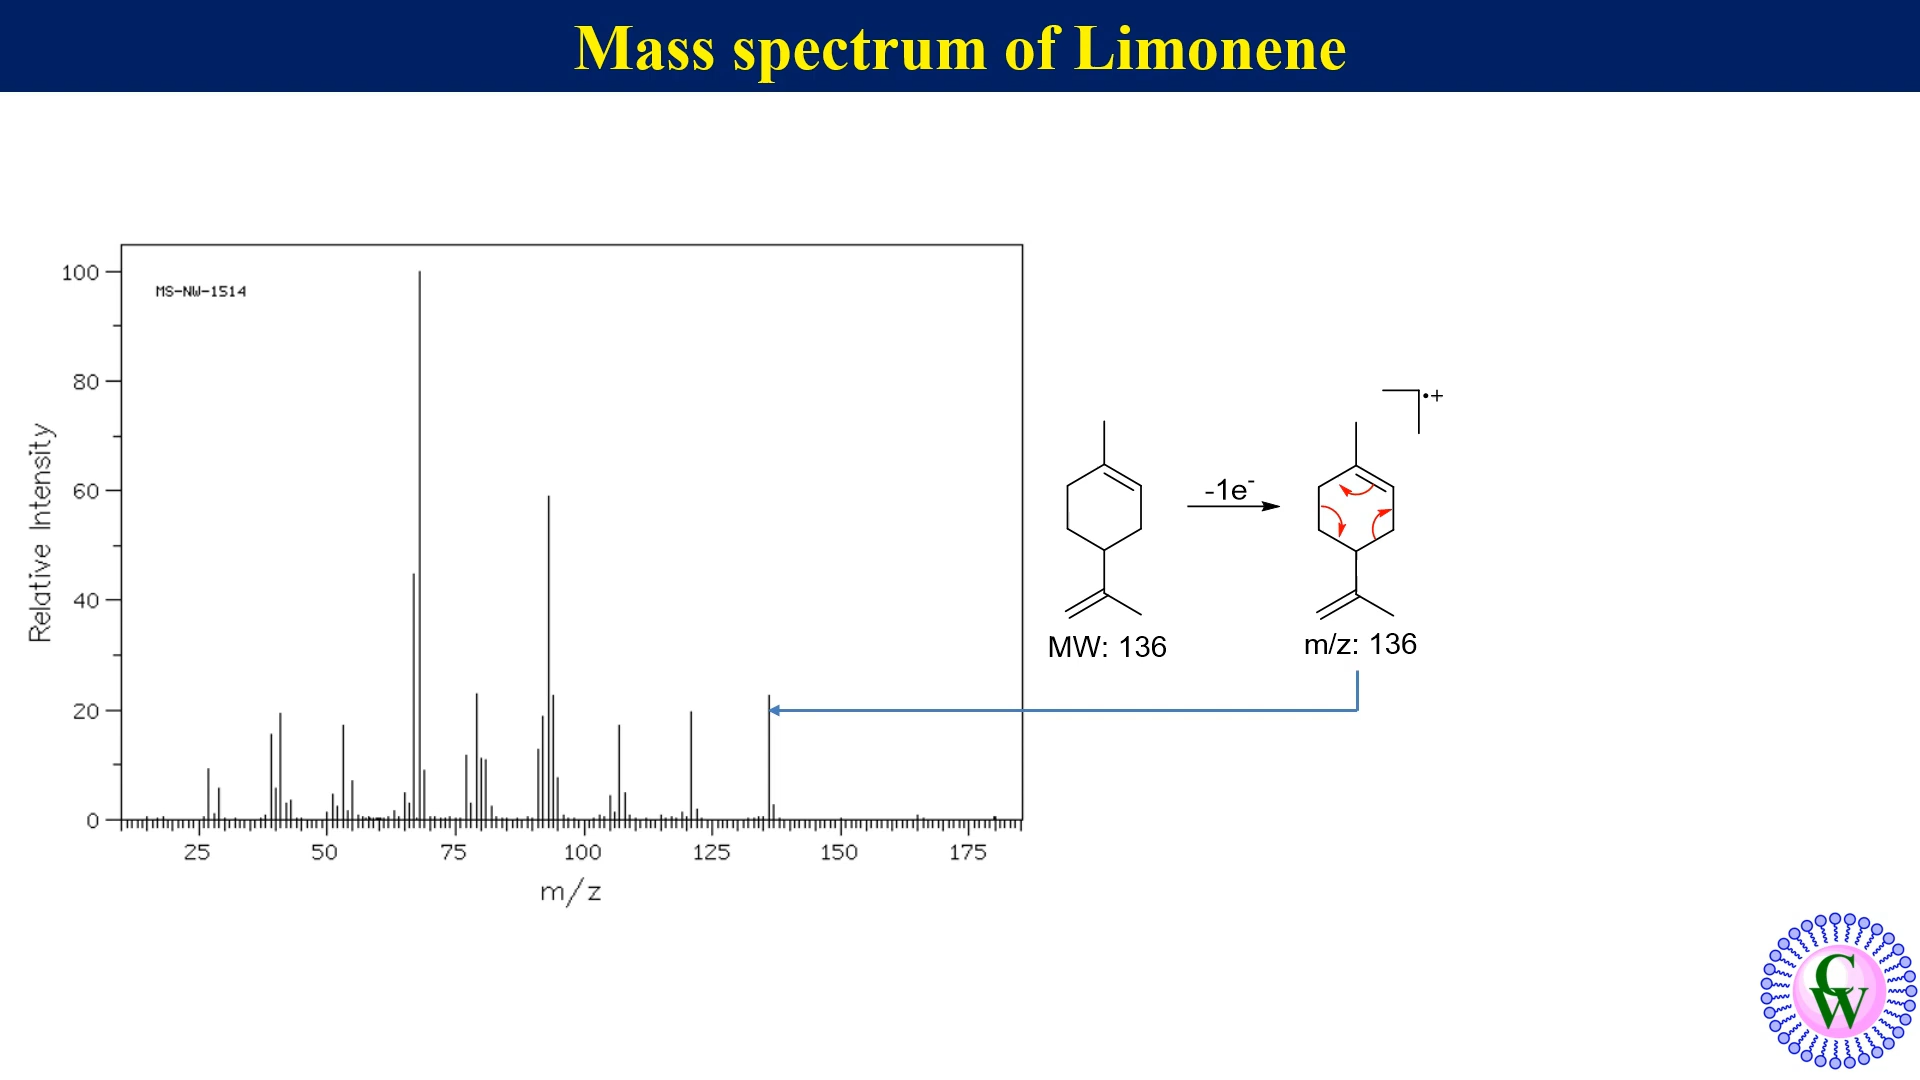 Mass spectrum of Limonene
MS-NW-1514
100
80
60
40
20
0
Relative Intensity
25 50 75 100 125 150 175
m/z
-1e-
•+
MW: 136
m/z: 136
C
W